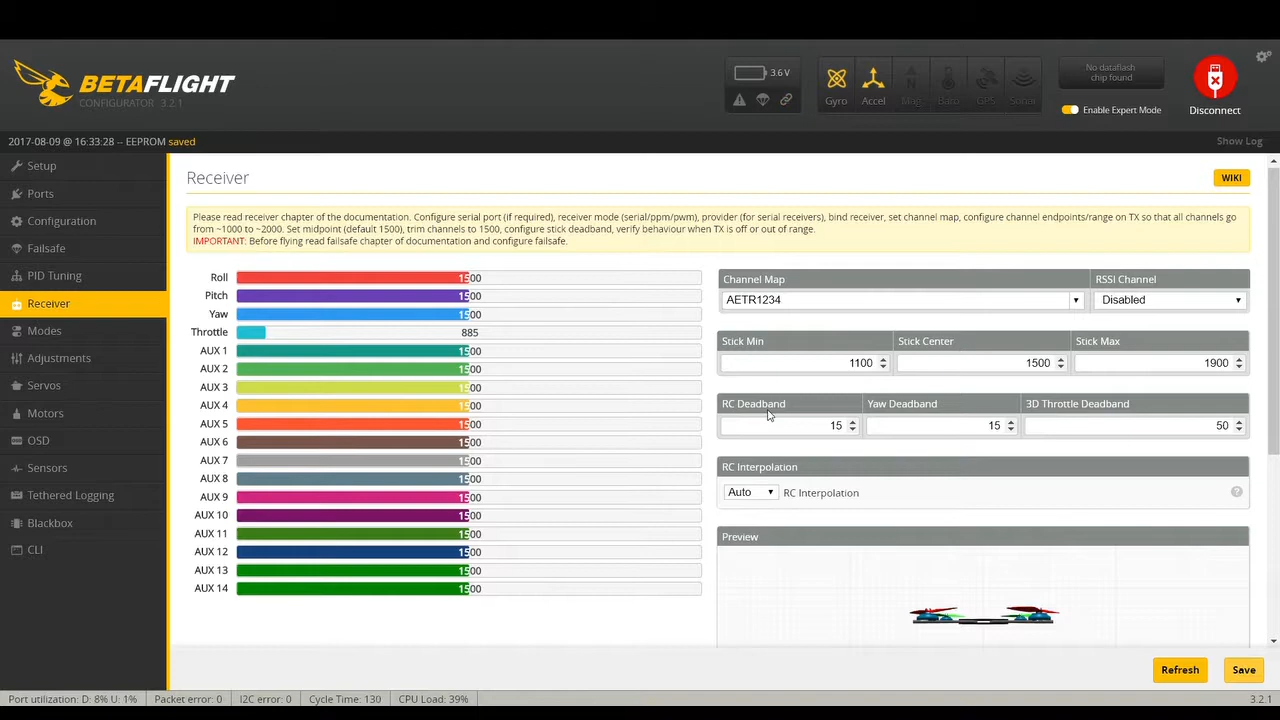 BETAFLIGHT
CONFIGURATOR 3.2.1
3.6 V
Gyro
Accel
Mag
Baro
GPS
Sonar
No dataflash
chip found
Enable Expert Mode
Disconnect
2017-08-09 @ 16:33:28 -- EEPROM saved
Show Log
Setup
Ports
Configuration
Failsafe
PID Tuning
Receiver
Modes
Adjustments
Servos
Motors
OSD
Sensors
Tethered Logging
Blackbox
CLI
Receiver
WIKI
Please read receiver chapter of the documentation. Configure serial port (if required), receiver mode (serial/ppm/pwm), provider (for serial receivers), bind receiver, set channel map, configure channel endpoints/range on TX so that all channels go
from ~1000 to ~2000. Set midpoint (default 1500), trim channels to 1500, configure stick deadband, verify behaviour when TX is off or out of range.
IMPORTANT: Before flying read failsafe chapter of documentation and configure failsafe.
Roll 1500
Pitch 1500
Yaw 1500
Throttle 885
AUX 1 1500
AUX 2 1500
AUX 3 1500
AUX 4 1500
AUX 5 1500
AUX 6 1500
AUX 7 1500
AUX 8 1500
AUX 9 1500
AUX 10 1500
AUX 11 1500
AUX 12 1500
AUX 13 1500
AUX 14 1500
Channel Map RSSI Channel
AETR1234 Disabled
Stick Min Stick Center Stick Max
1100 1500 1900
RC Deadband Yaw Deadband 3D Throttle Deadband
15 15 50
RC Interpolation
Auto RC Interpolation ?
Preview
Refresh Save
Port utilization: D: 8% U: 1% Packet error: 0 I2C error: 0 Cycle Time: 130 CPU Load: 39% 3.2.1